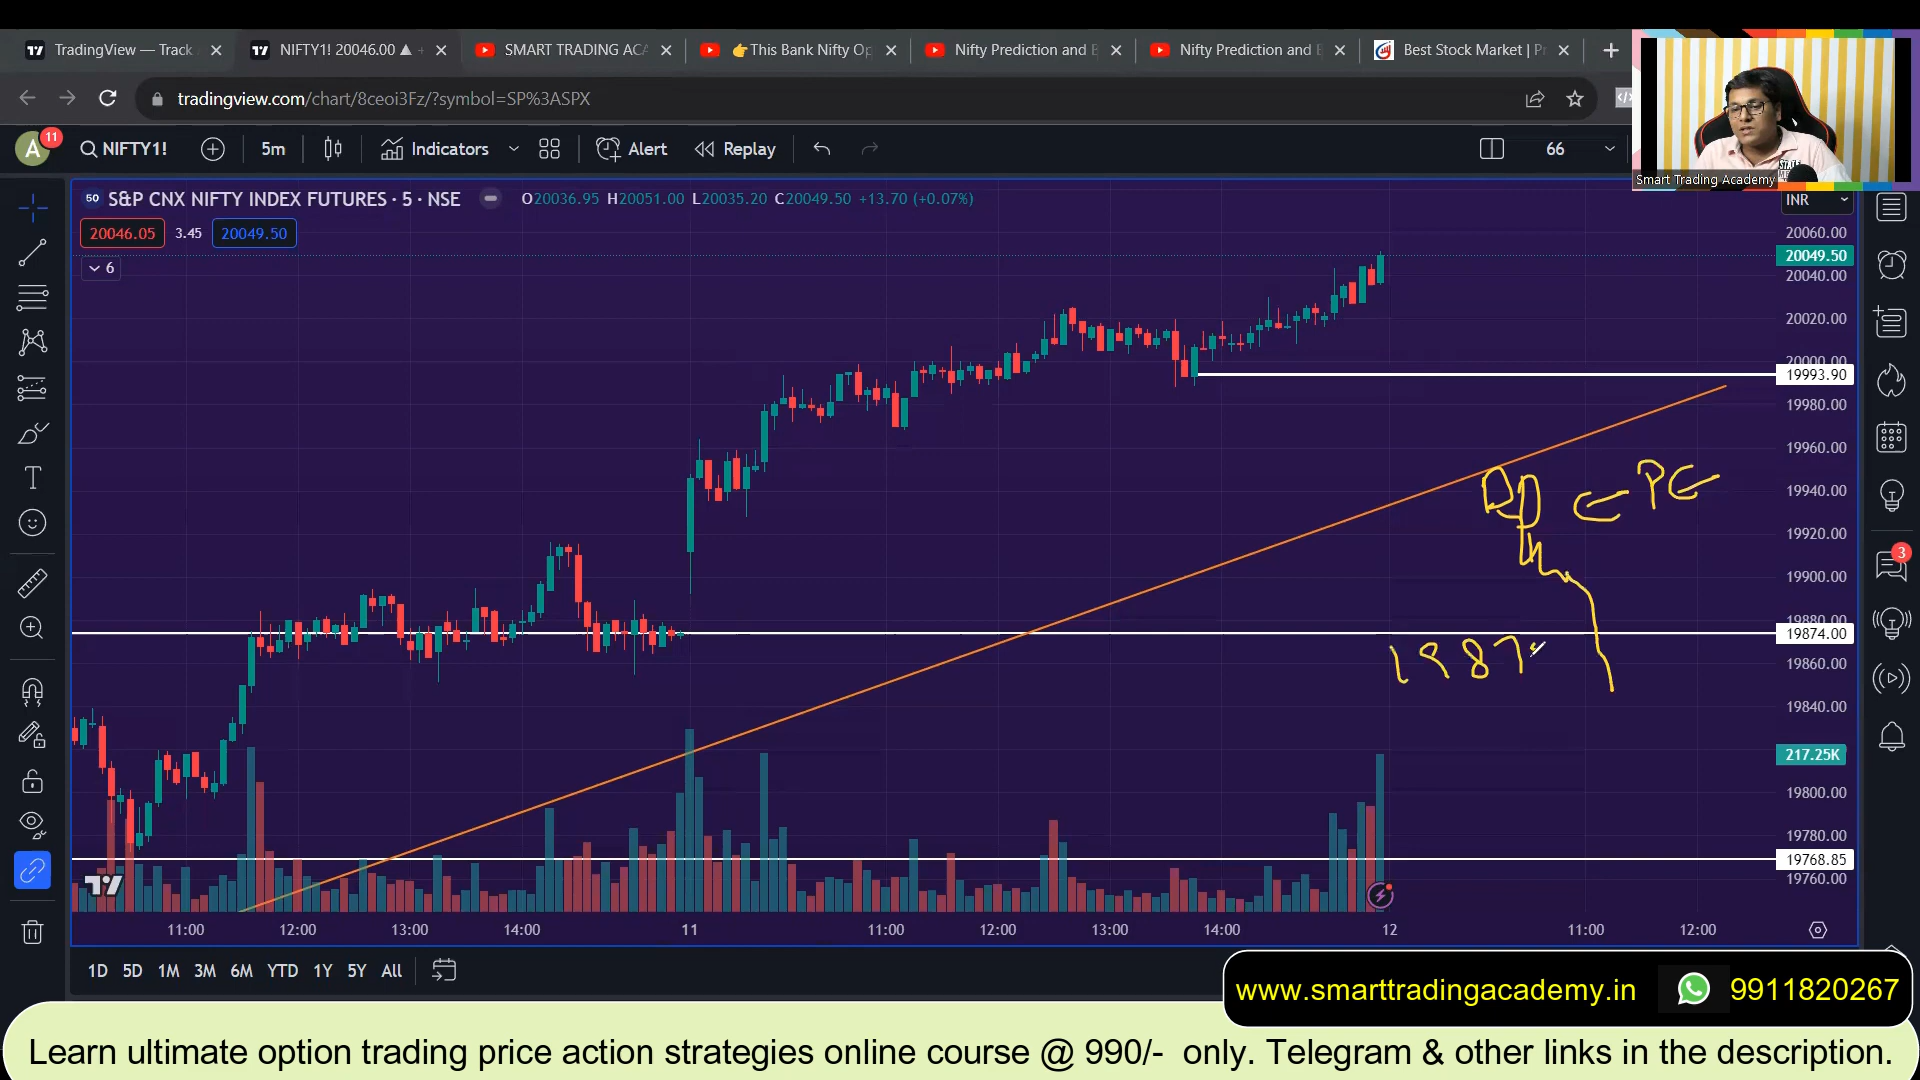 TradingView — Track
NIFTY1! 20046.00 ▲ +
SMART TRADING ACA
👉This Bank Nifty Op
Nifty Prediction and B
Nifty Prediction and B
Best Stock Market | Pr
tradingview.com/chart/8ceoi3Fz/?symbol=SP%3ASPX
A
11
NIFTY1!
5m
Indicators
Alert
Replay
66
Smart Trading Academy
50 S&P CNX NIFTY INDEX FUTURES · 5 · NSE
O20036.95 H20051.00 L20035.20 C20049.50 +13.70 (+0.07%)
INR
20046.05 3.45 20049.50
6
20060.00
20049.50
20040.00
20020.00
20000.00
19993.90
19980.00
19960.00
19940.00
19920.00
19900.00
19880.00
19874.00
19860.00
19840.00
217.25K
19800.00
19780.00
19768.85
19760.00
PE
1987
3
11:00 12:00 13:00 14:00 11 11:00 12:00 13:00 14:00 12 11:00 12:00
1D 5D 1M 3M 6M YTD 1Y 5Y All
www.smarttradingacademy.in 9911820267
Learn ultimate option trading price action strategies online course @ 990/- only. Telegram & other links in the description.